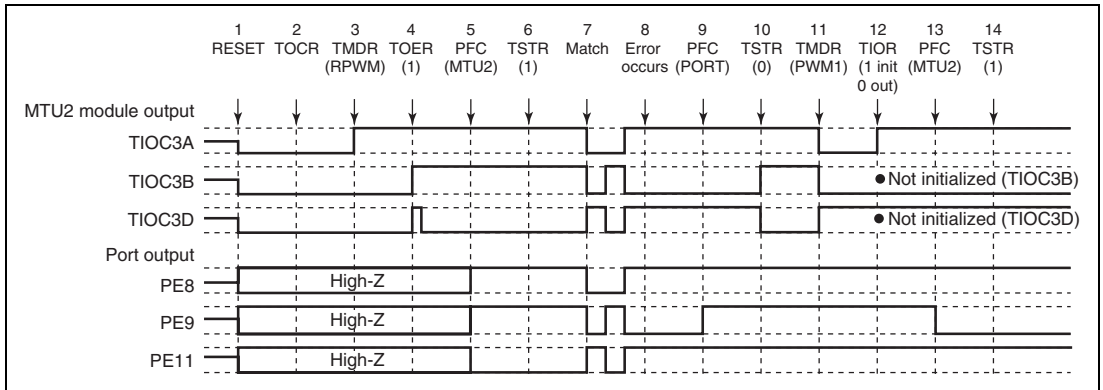 1 2 3 4 5 6 7 8 9 10 11 12 13 14
RESET TOCR TMDR TOER PFC TSTR Match Error PFC TSTR TMDR TIOR PFC TSTR
(RPWM) (1) (MTU2) (1) occurs (PORT) (0) (PWM1) (1 init (MTU2) (1)
0 out)
MTU2 module output
TIOC3A
TIOC3B ● Not initialized (TIOC3B)
TIOC3D ● Not initialized (TIOC3D)
Port output
PE8 High-Z
PE9 High-Z
PE11 High-Z